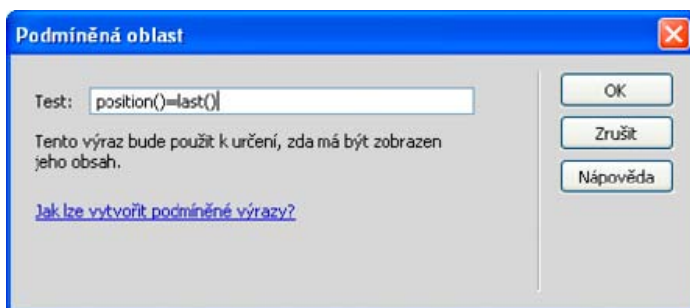 Podmíněná oblast
Test: position()=last()
Tento výraz bude použit k určení, zda má být zobrazen
jeho obsah.
Jak lze vytvořit podmíněné výrazy?
OK
Zrušit
Nápověda